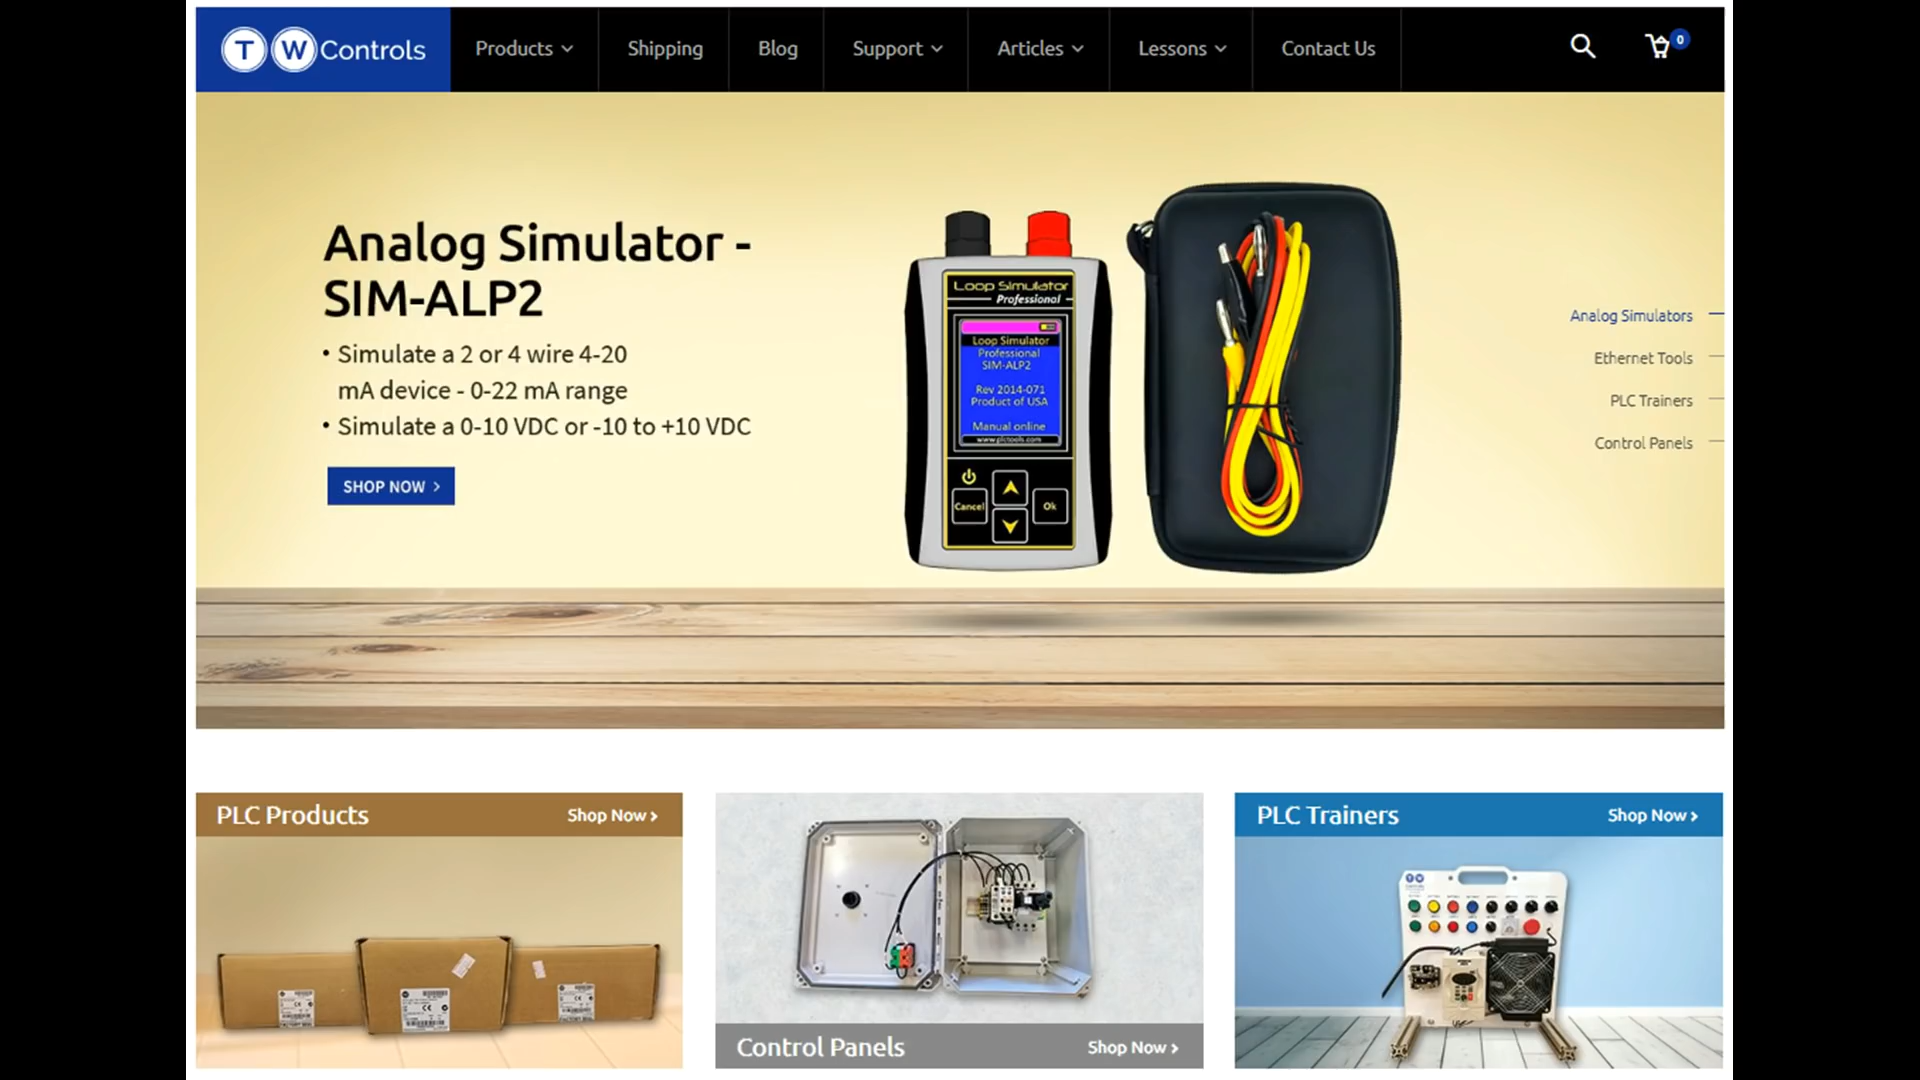 TW Controls
Products
Shipping
Blog
Support
Articles
Lessons
Contact Us
0
Analog Simulator -
SIM-ALP2
• Simulate a 2 or 4 wire 4-20
mA device - 0-22 mA range
• Simulate a 0-10 VDC or -10 to +10 VDC
SHOP NOW >
Loop Simulator
Professional
Loop Simulator
Professional
SIM-ALP2
Rev 2014-071
Product of USA
Manual online
www.plctools.com
Cancel
Ok
Analog Simulators
Ethernet Tools
PLC Trainers
Control Panels
PLC Products
Shop Now >
Control Panels
Shop Now >
PLC Trainers
Shop Now >